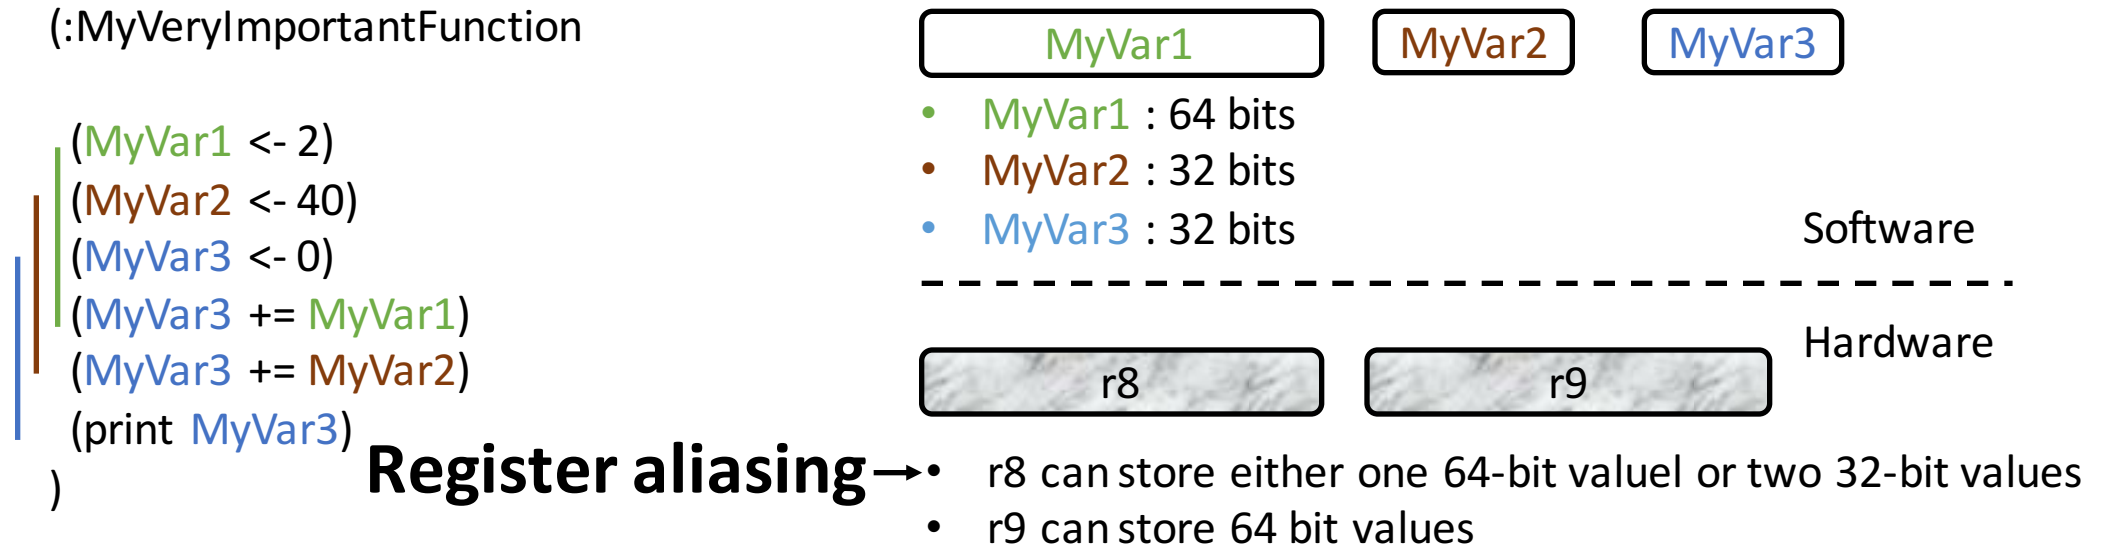 (:MyVeryImportantFunction
(MyVar1 <- 2)
(MyVar2 <- 40)
(MyVar3 <- 0)
(MyVar3 += MyVar1)
(MyVar3 += MyVar2)
(print MyVar3)
)
MyVar1 MyVar2 MyVar3
• MyVar1 : 64 bits
• MyVar2 : 32 bits
• MyVar3 : 32 bits
Software
Hardware
r8 r9
Register aliasing
• r8 can store either one 64-bit valuel or two 32-bit values
• r9 can store 64 bit values